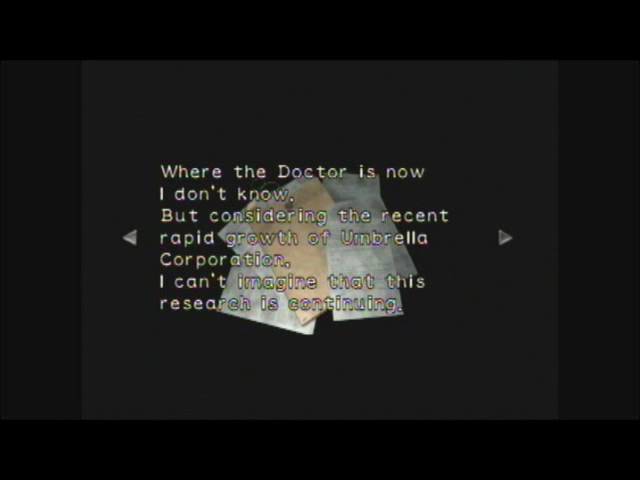 Where the Doctor is now
I don't know,
But considering the recent
rapid growth of Umbrella
Corporation,
I can't imagine that this
research is continuing.